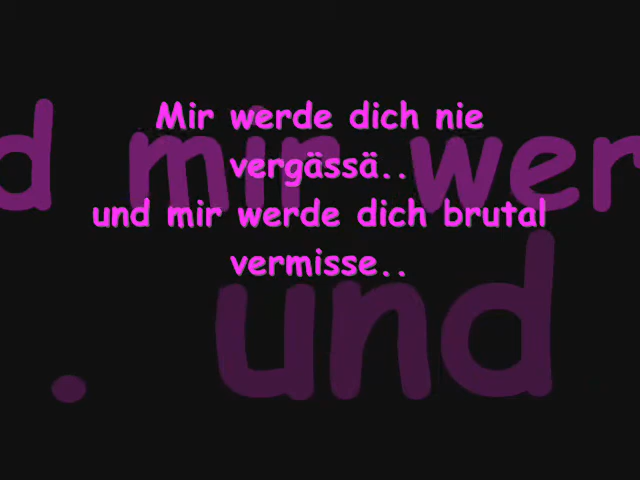 Mir werde dich nie
vergässä..
und mir werde dich brutal
vermisse..
d mir wer
. und